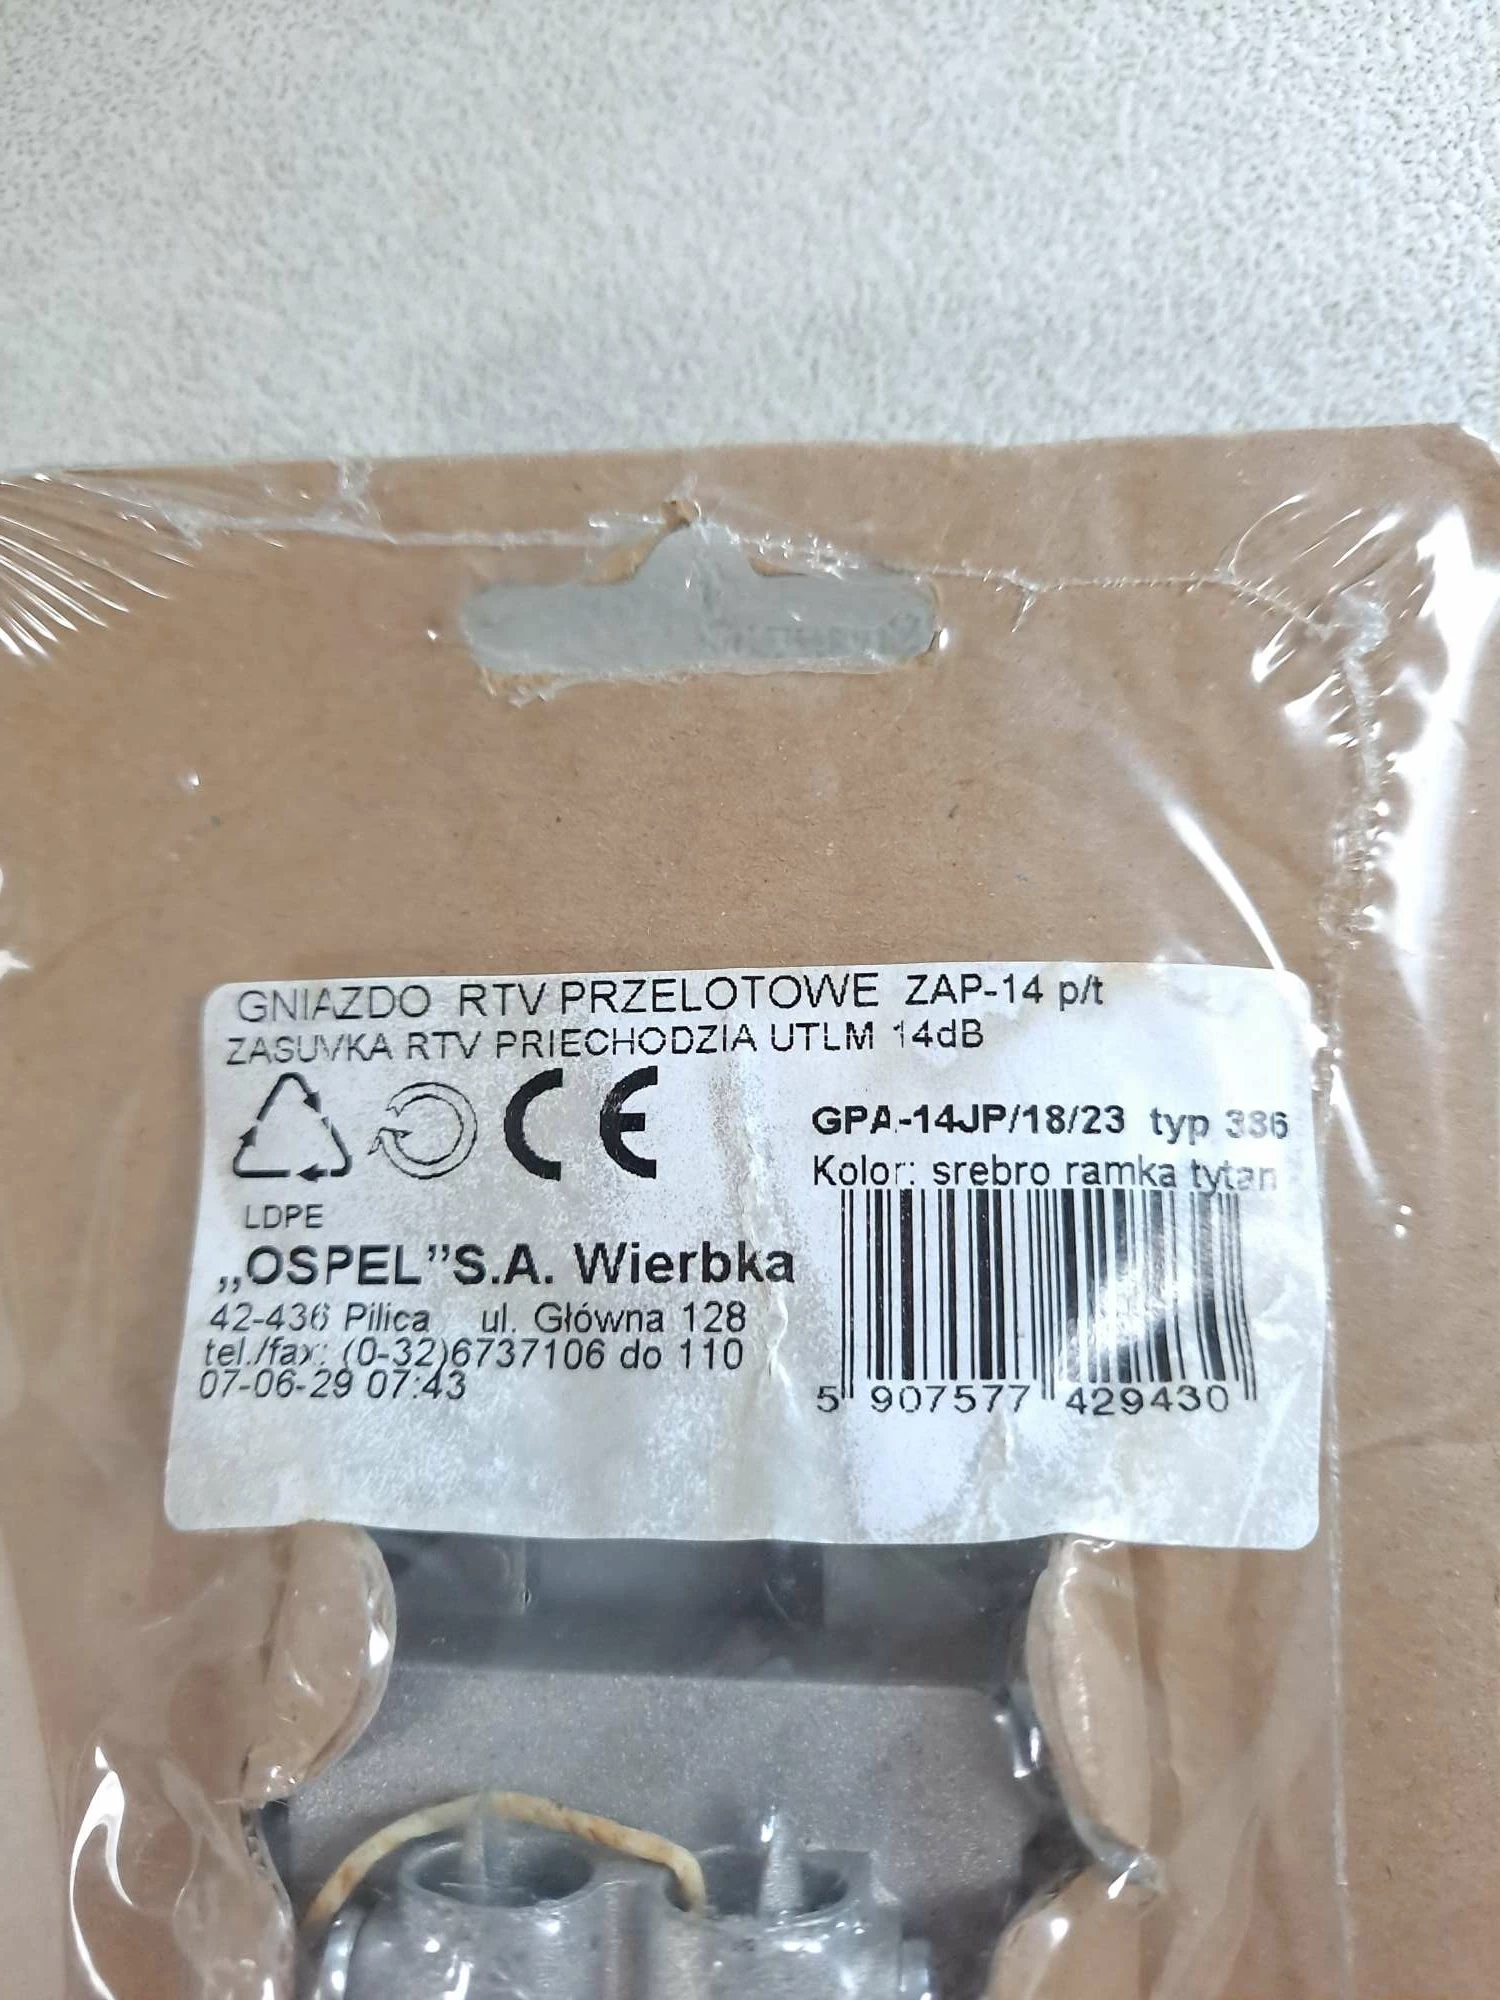 GNIAZDO RTV PRZELOTOWE ZAP-14 p/t
ZASUVKA RTV PRIECHODZIA UTLM 14dB
CE
LDPE
GPA-14JP/18/23 typ 386
Kolor: srebro ramka tytan
„OSPEL”S.A. Wierbka
42-436 Pilica ul. Główna 128
tel./fax: (0-32)6737106 do 110
07-06-29 07:43
5 907577 429430